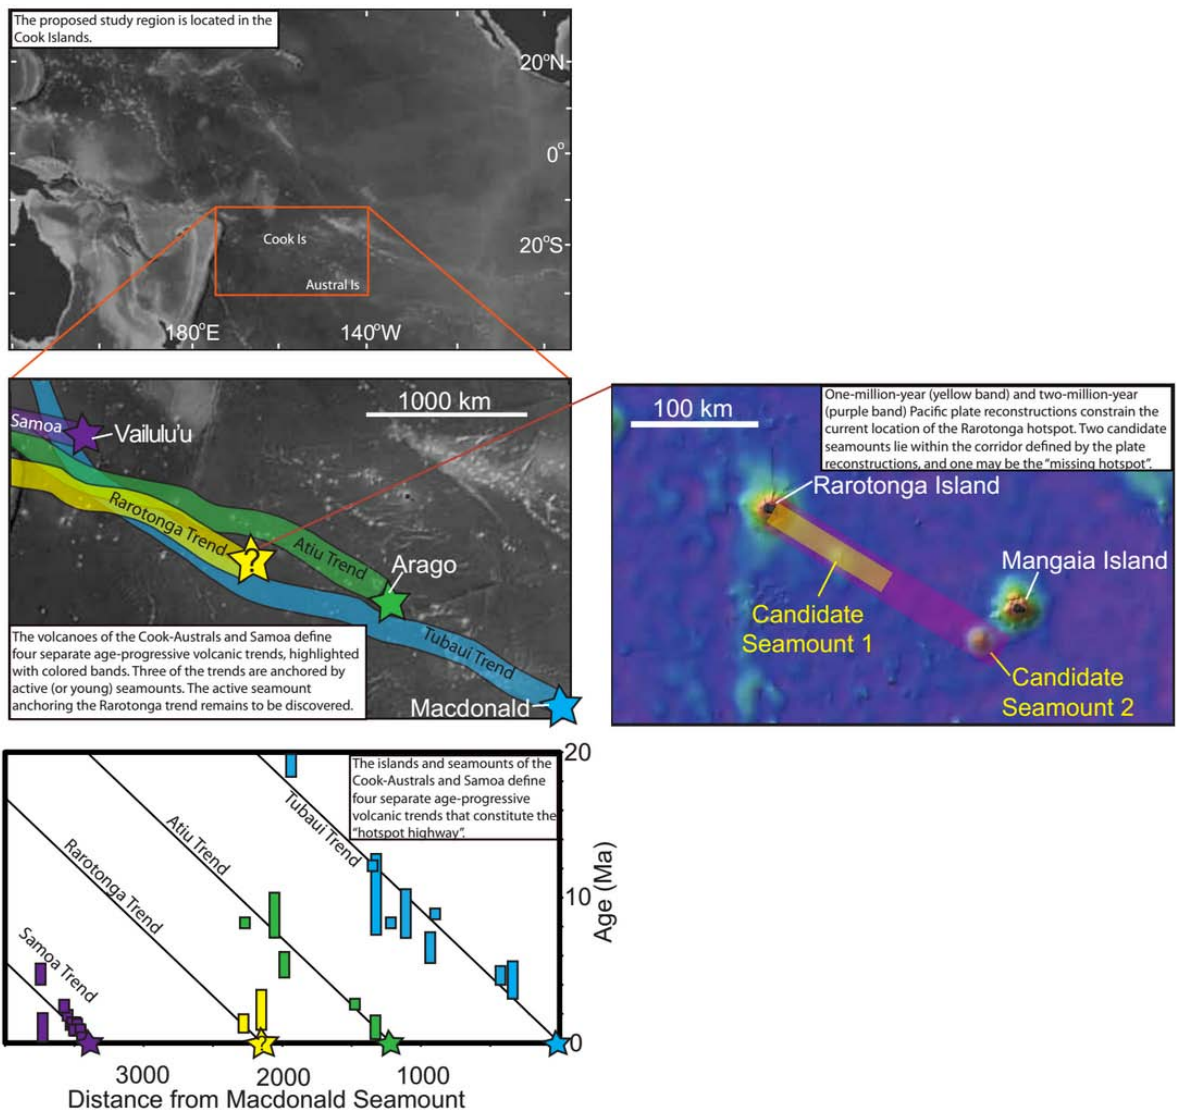 The proposed study region is located in the
Cook Islands.
20°N
0°
20°S
Cook Is
Austral Is
180°E
140°W
1000 km
Samoa
Vailulu'u
Rarotonga Trend
?
Atiu Trend
Arago
Tubaui Trend
Macdonald
The volcanoes of the Cook-Australs and Samoa define
four separate age-progressive volcanic trends, highlighted
with colored bands. Three of the trends are anchored by
active (or young) seamounts. The active seamount
anchoring the Rarotonga trend remains to be discovered.
100 km
One-million-year (yellow band) and two-million-year
(purple band) Pacific plate reconstructions constrain the
current location of the Rarotonga hotspot. Two candidate
seamounts lie within the corridor defined by the plate
reconstructions, and one may be the "missing hotspot".
Rarotonga Island
Mangaia Island
Candidate
Seamount 1
Candidate
Seamount 2
The islands and seamounts of the
Cook-Australs and Samoa define
four separate age-progressive
volcanic trends that constitute the
"hotspot highway".
Tubaui Trend
Atiu Trend
Rarotonga Trend
Samoa Trend
?
20
10
0
Age (Ma)
3000
2000
1000
Distance from Macdonald Seamount